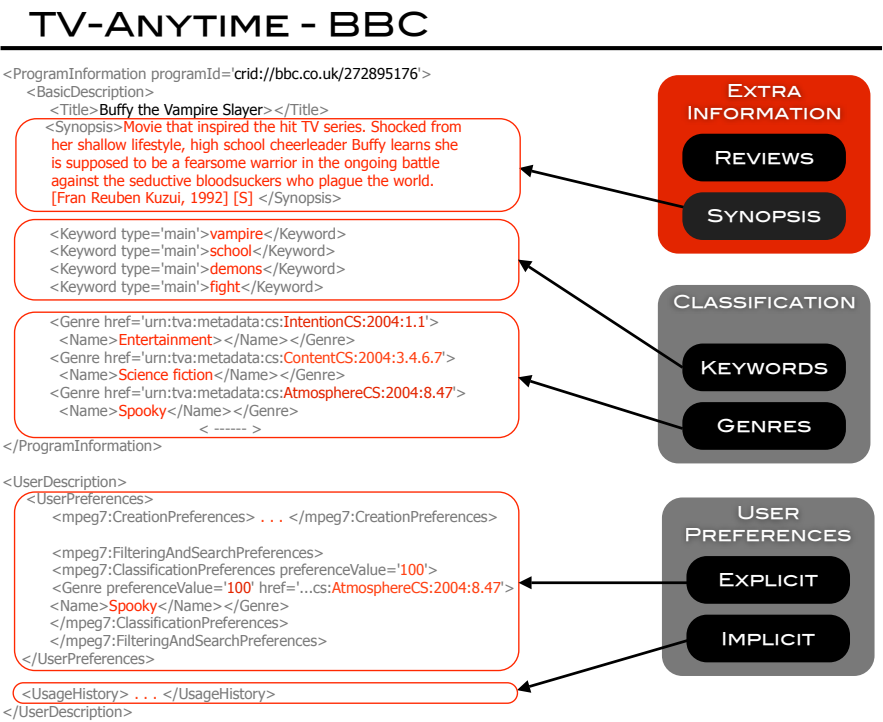 TV-Anytime - BBC
<ProgramInformation programId='crid://bbc.co.uk/272895176'>
<BasicDescription>
<Title>Buffy the Vampire Slayer></Title>
<Synopsis>Movie that inspired the hit TV series. Shocked from
her shallow lifestyle, high school cheerleader Buffy learns she
is supposed to be a fearsome warrior in the ongoing battle
against the seductive bloodsuckers who plague the world.
[Fran Reuben Kuzui, 1992] [S] </Synopsis>
<Keyword type='main'>vampire</Keyword>
<Keyword type='main'>school</Keyword>
<Keyword type='main'>demons</Keyword>
<Keyword type='main'>fight</Keyword>
<Genre href='urn:tva:metadata:cs:IntentionCS:2004:1.1'>
<Name>Entertainment></Name></Genre>
<Genre href='urn:tva:metadata:cs:ContentCS:2004:3.4.6.7'>
<Name>Science fiction</Name></Genre>
<Genre href='urn:tva:metadata:cs:AtmosphereCS:2004:8.47'>
<Name>Spooky</Name></Genre>
< ------ >
</ProgramInformation>
<UserDescription>
<UserPreferences>
<mpeg7:CreationPreferences> . . . </mpeg7:CreationPreferences>
<mpeg7:FilteringAndSearchPreferences>
<mpeg7:ClassificationPreferences preferenceValue='100'>
<Genre preferenceValue='100' href='...cs:AtmosphereCS:2004:8.47'>
<Name>Spooky</Name></Genre>
</mpeg7:ClassificationPreferences>
</mpeg7:FilteringAndSearchPreferences>
</UserPreferences>
<UsageHistory> . . . </UsageHistory>
</UserDescription>
Extra
Information
Reviews
Synopsis
Classification
Keywords
Genres
User
Preferences
Explicit
Implicit